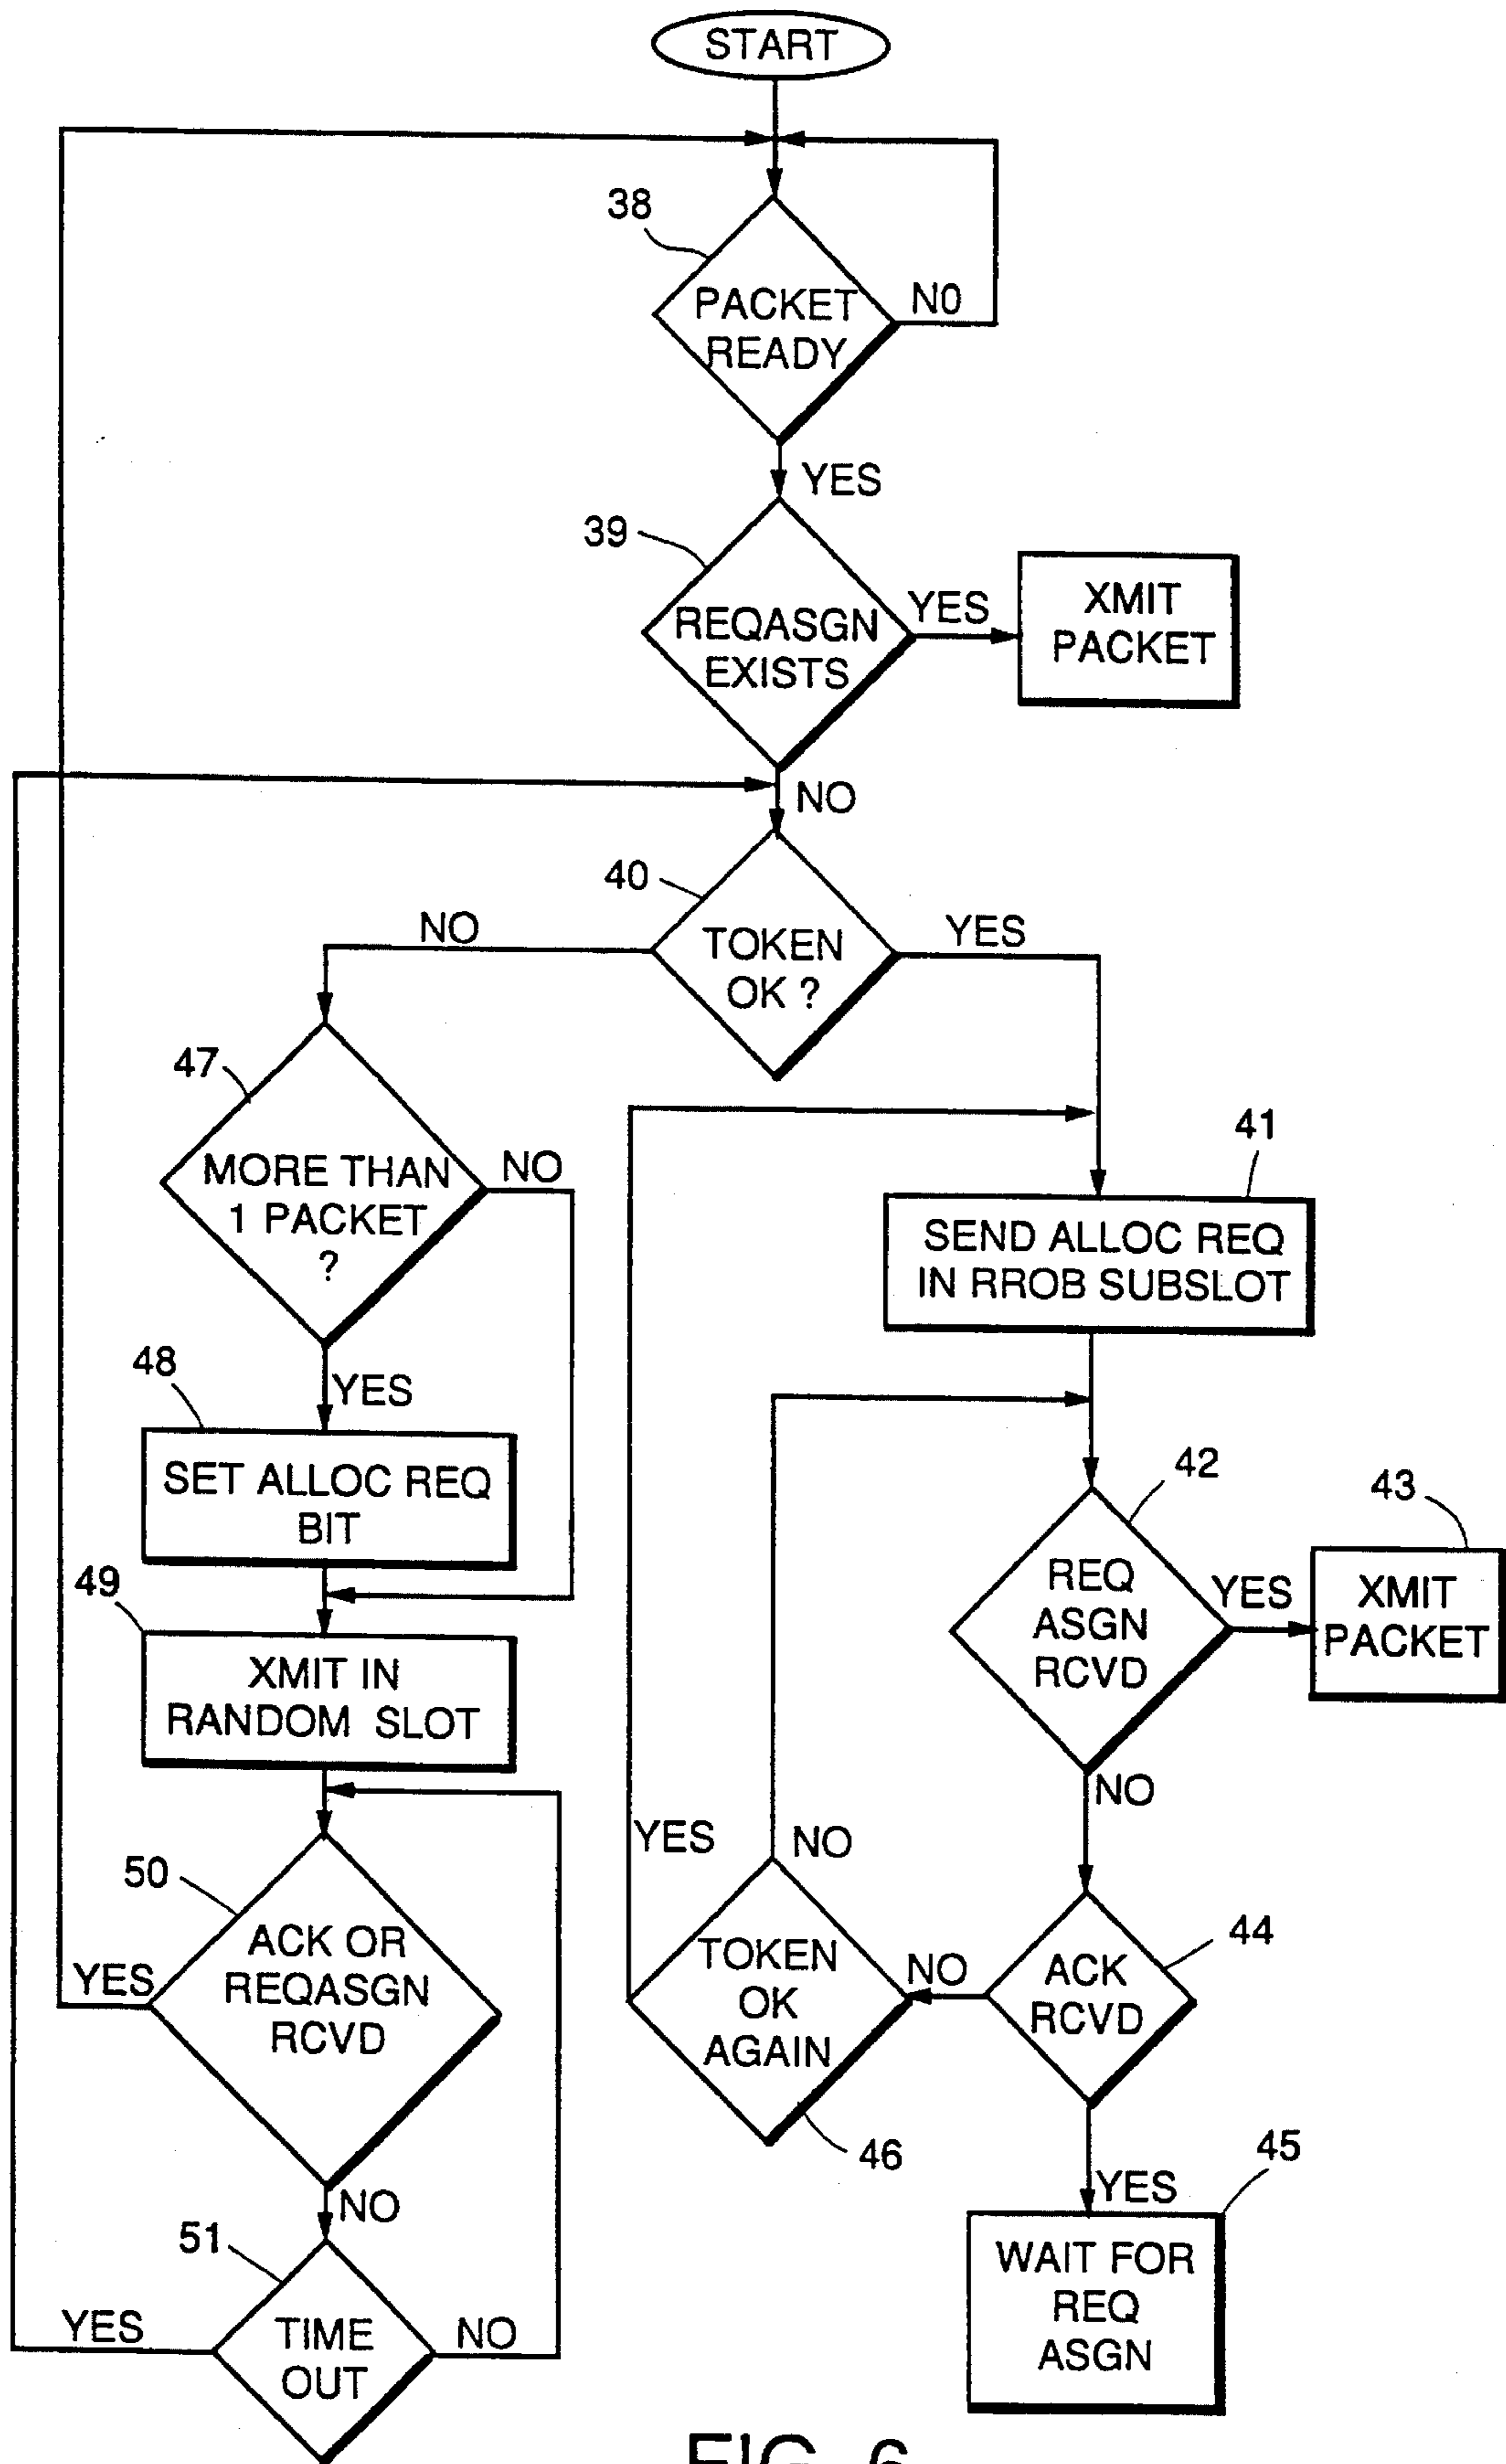 START
38
PACKET
READY
NO
YES
39
REQASGN
EXISTS
YES
XMIT
PACKET
NO
40
TOKEN
OK ?
NO
YES
47
MORE THAN
1 PACKET
?
NO
41
SEND ALLOC REQ
IN RROB SUBSLOT
YES
48
SET ALLOC REQ
BIT
42
REQ
ASGN
RCVD
YES
43
XMIT
PACKET
NO
49
XMIT IN
RANDOM SLOT
50
ACK OR
REQASGN
RCVD
YES
NO
YES
NO
TOKEN
OK
AGAIN
46
NO
ACK
RCVD
44
YES
45
WAIT FOR
REQ
ASGN
51
TIME
OUT
YES
NO
FIG. 6